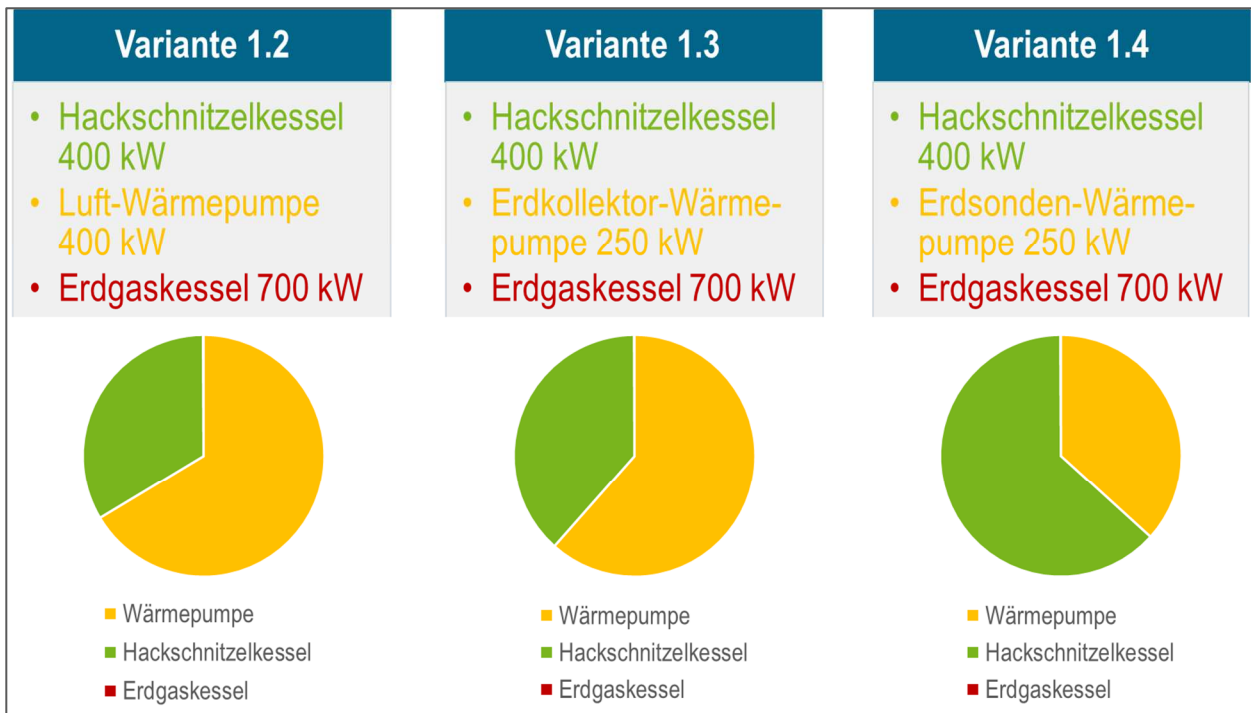 Variante 1.2
• Hackschnitzelkessel
400 kW
• Luft-Wärmepumpe
400 kW
• Erdgaskessel 700 kW
Wärmepumpe
Hackschnitzelkessel
Erdgaskessel
Variante 1.3
• Hackschnitzelkessel
400 kW
• Erdkollektor-Wärme-
pumpe 250 kW
• Erdgaskessel 700 kW
Wärmepumpe
Hackschnitzelkessel
Erdgaskessel
Variante 1.4
• Hackschnitzelkessel
400 kW
• Erdsonden-Wärme-
pumpe 250 kW
• Erdgaskessel 700 kW
Wärmepumpe
Hackschnitzelkessel
Erdgaskessel